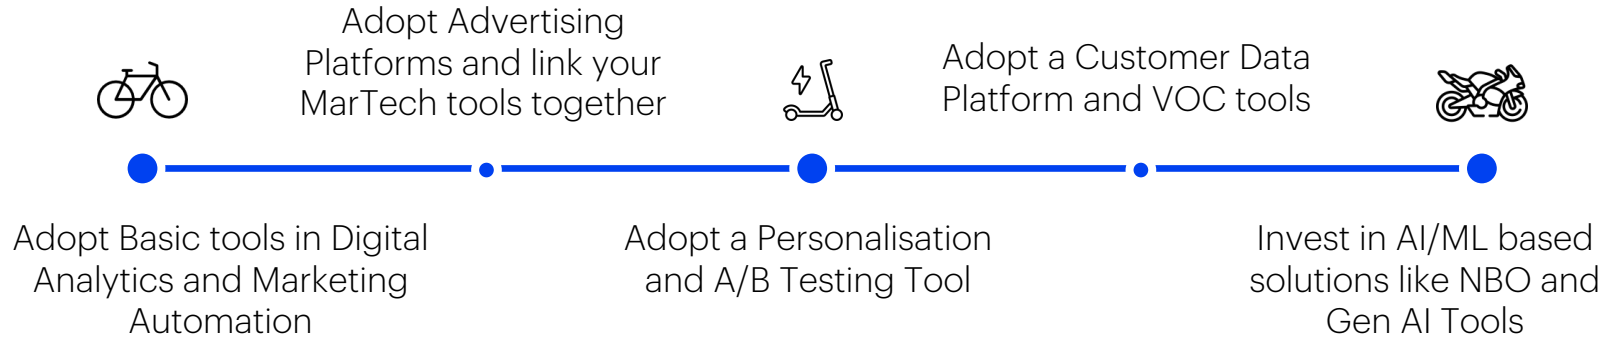 Adopt Advertising
Platforms and link your
MarTech tools together
Adopt a Customer Data
Platform and VOC tools
Adopt Basic tools in Digital
Analytics and Marketing
Automation
Adopt a Personalisation
and A/B Testing Tool
Invest in AI/ML based
solutions like NBO and
Gen AI Tools